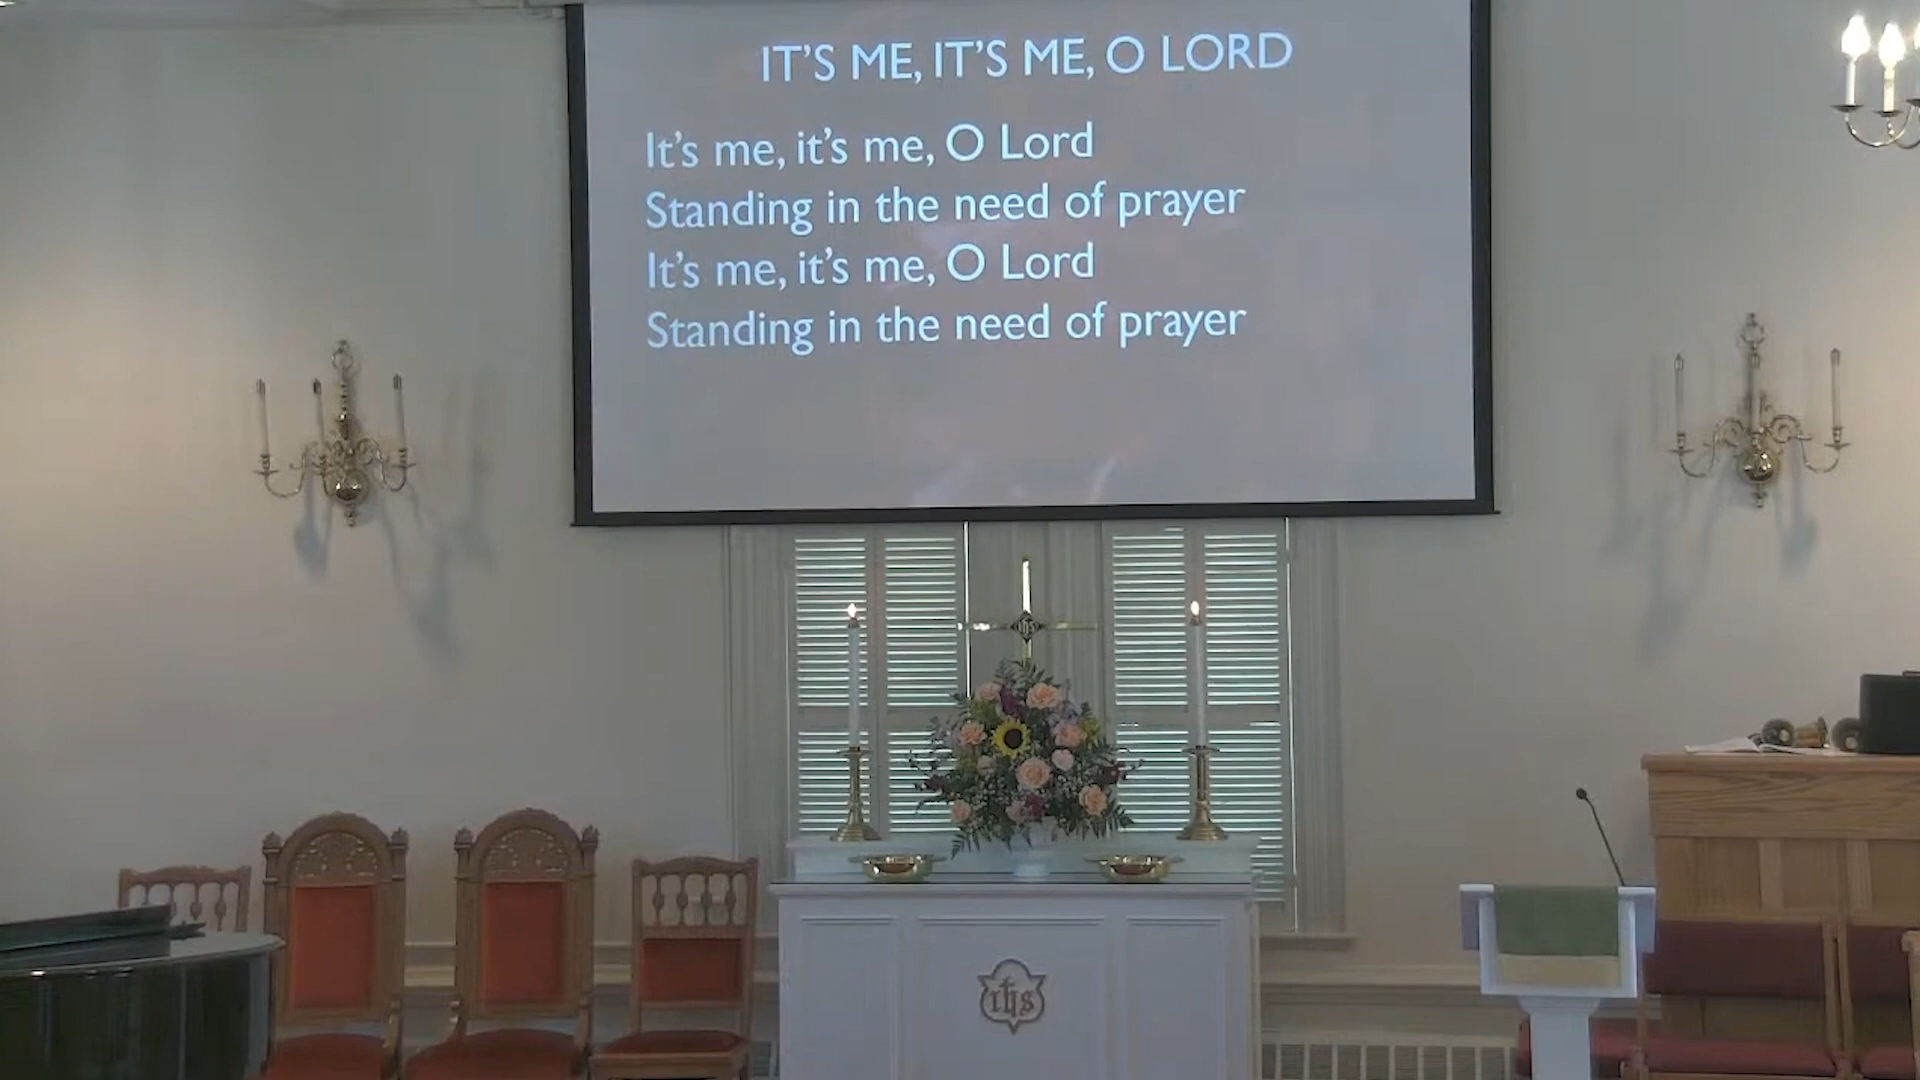 IT'S ME, IT'S ME, O LORD
It's me, it's me, O Lord
Standing in the need of prayer
It's me, it's me, O Lord
Standing in the need of prayer
ihs
ihs